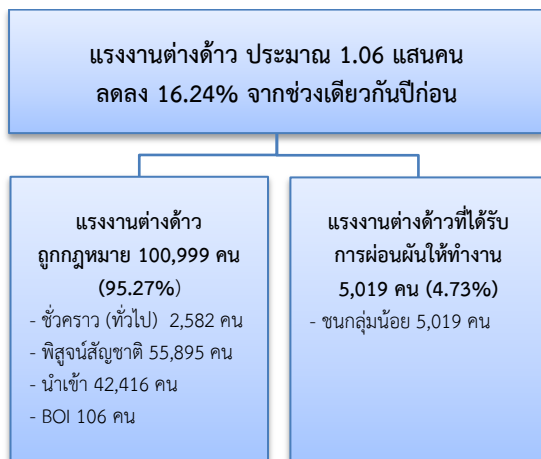 แรงงานต่างด้าว ประมาณ 1.06 แสนคน
ลดลง 16.24% จากช่วงเดียวกันปีก่อน
แรงงานต่างด้าว
ถูกกฎหมาย 100,999 คน
(95.27%)
- ชั่วคราว (ทั่วไป) 2,582 คน
- พิสูจน์สัญชาติ 55,895 คน
- นำเข้า 42,416 คน
- BOI 106 คน
แรงงานต่างด้าวที่ได้รับ
การผ่อนผันให้ทำงาน
5,019 คน (4.73%)
- ชนกลุ่มน้อย 5,019 คน